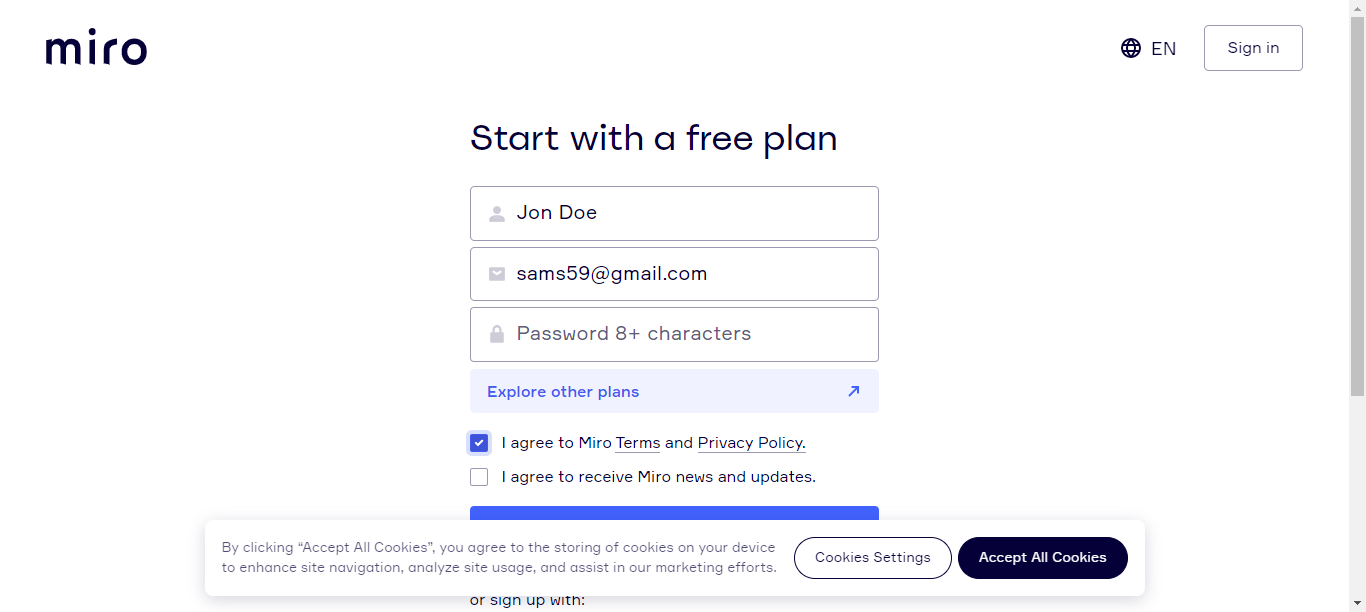 miro
EN
Sign in
Start with a free plan
Jon Doe
sams59@gmail.com
Password 8+ characters
Explore other plans
I agree to Miro Terms and Privacy Policy.
I agree to receive Miro news and updates.
By clicking “Accept All Cookies”, you agree to the storing of cookies on your device
to enhance site navigation, analyze site usage, and assist in our marketing efforts.
Cookies Settings
Accept All Cookies
or sign up with: